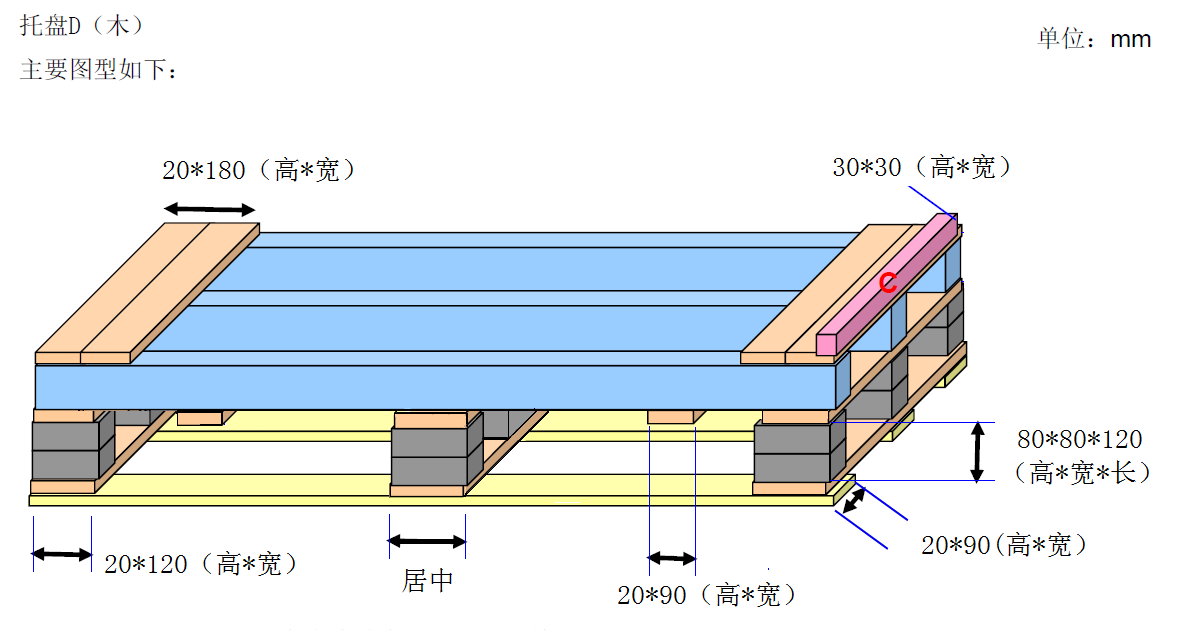 托盘D（木）
单位：mm
主要图型如下：
20*180（高*宽）
30*30（高*宽）
C
80*80*120
（高*宽*长）
20*90(高*宽）
20*120（高*宽）
居中
20*90（高*宽）